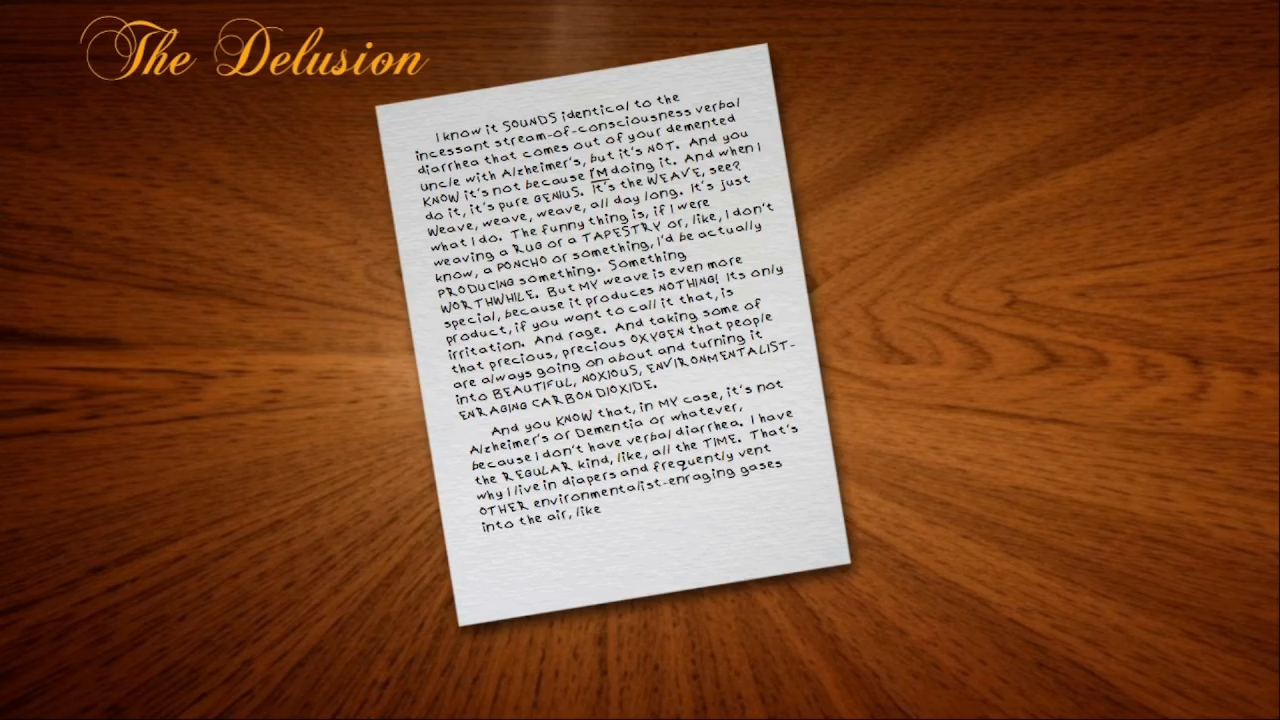 The Delusion
I know it SOUNDS identical to the
incessant stream-of-consciousness verbal
diarrhea that comes out of your demented
uncle with Alzheimer's, but it's NOT. And you
KNOW it's not because I'M doing it. And when I
do it, it's pure GENIUS. It's the WEAVE, see?
Weave, weave, weave, all day long. It's just
what I do. The funny thing is, if I were
weaving a RUG or a TAPESTRY or, like, I don't
know, a PONCHO or something, I'd be actually
PRODUCING something. Something
WORTHWHILE. But MY weave is even more
special, because it produces NOTHING! Its only
product, if you want to call it that, is
irritation. And rage. And taking some of
that precious, precious OXYGEN that people
are always going on about and turning it
into BEAUTIFUL, NOXIOUS, ENVIRONMENTALIST-
ENRAGING CARBON DIOXIDE.
And you KNOW that, in MY case, it's not
Alzheimer's or Dementia or whatever,
because I don't have verbal diarrhea. I have
the REGULAR kind, like, all the TIME. That's
why I live in diapers and frequently vent
OTHER environmentalist-enraging gases
into the air, like